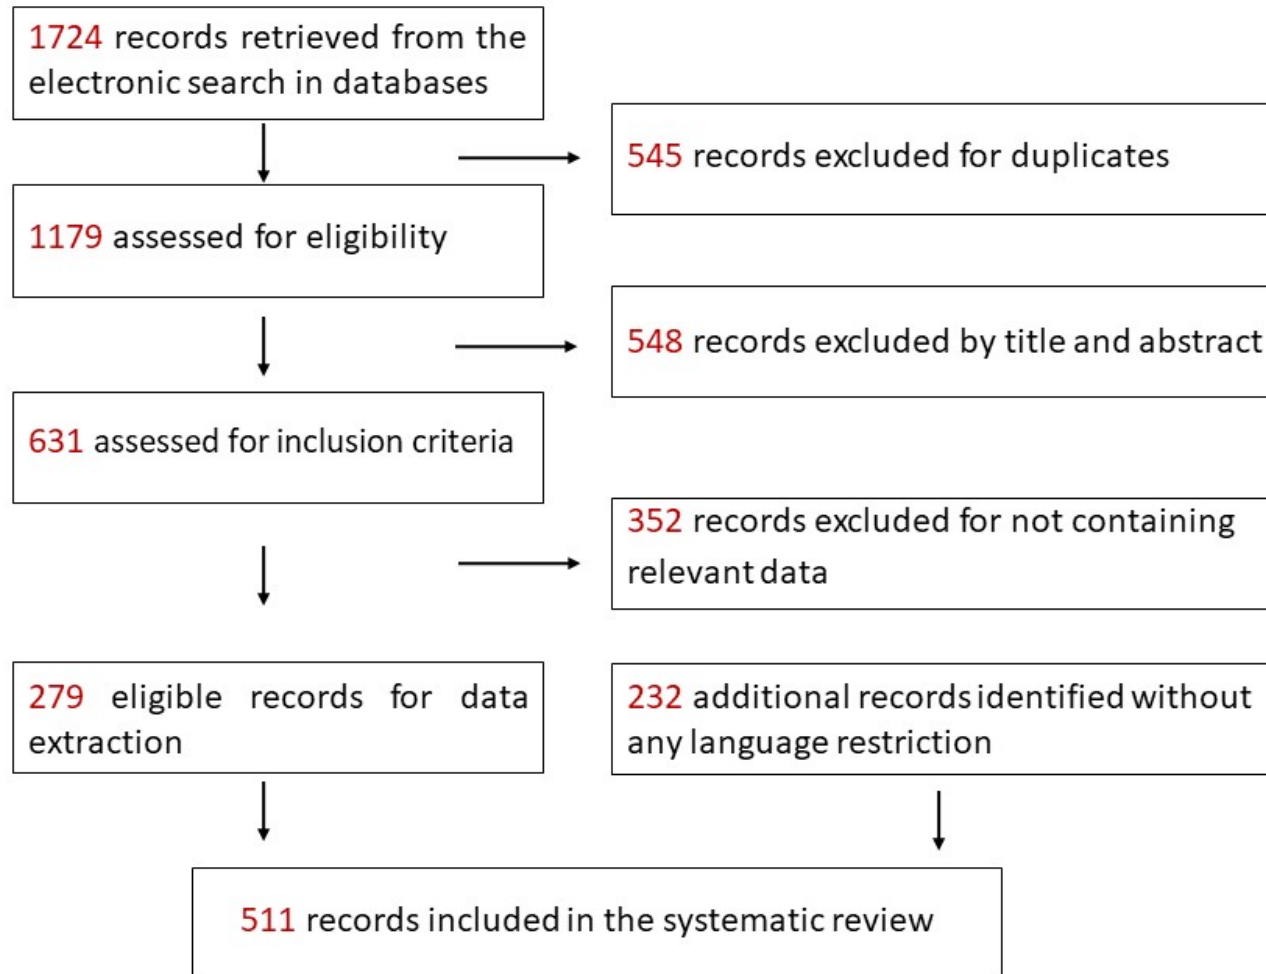 1724 records retrieved from the
electronic search in databases
545 records excluded for duplicates
1179 assessed for eligibility
548 records excluded by title and abstract
631 assessed for inclusion criteria
352 records excluded for not containing
relevant data
279 eligible records for data
extraction
232 additional records identified without
any language restriction
511 records included in the systematic review